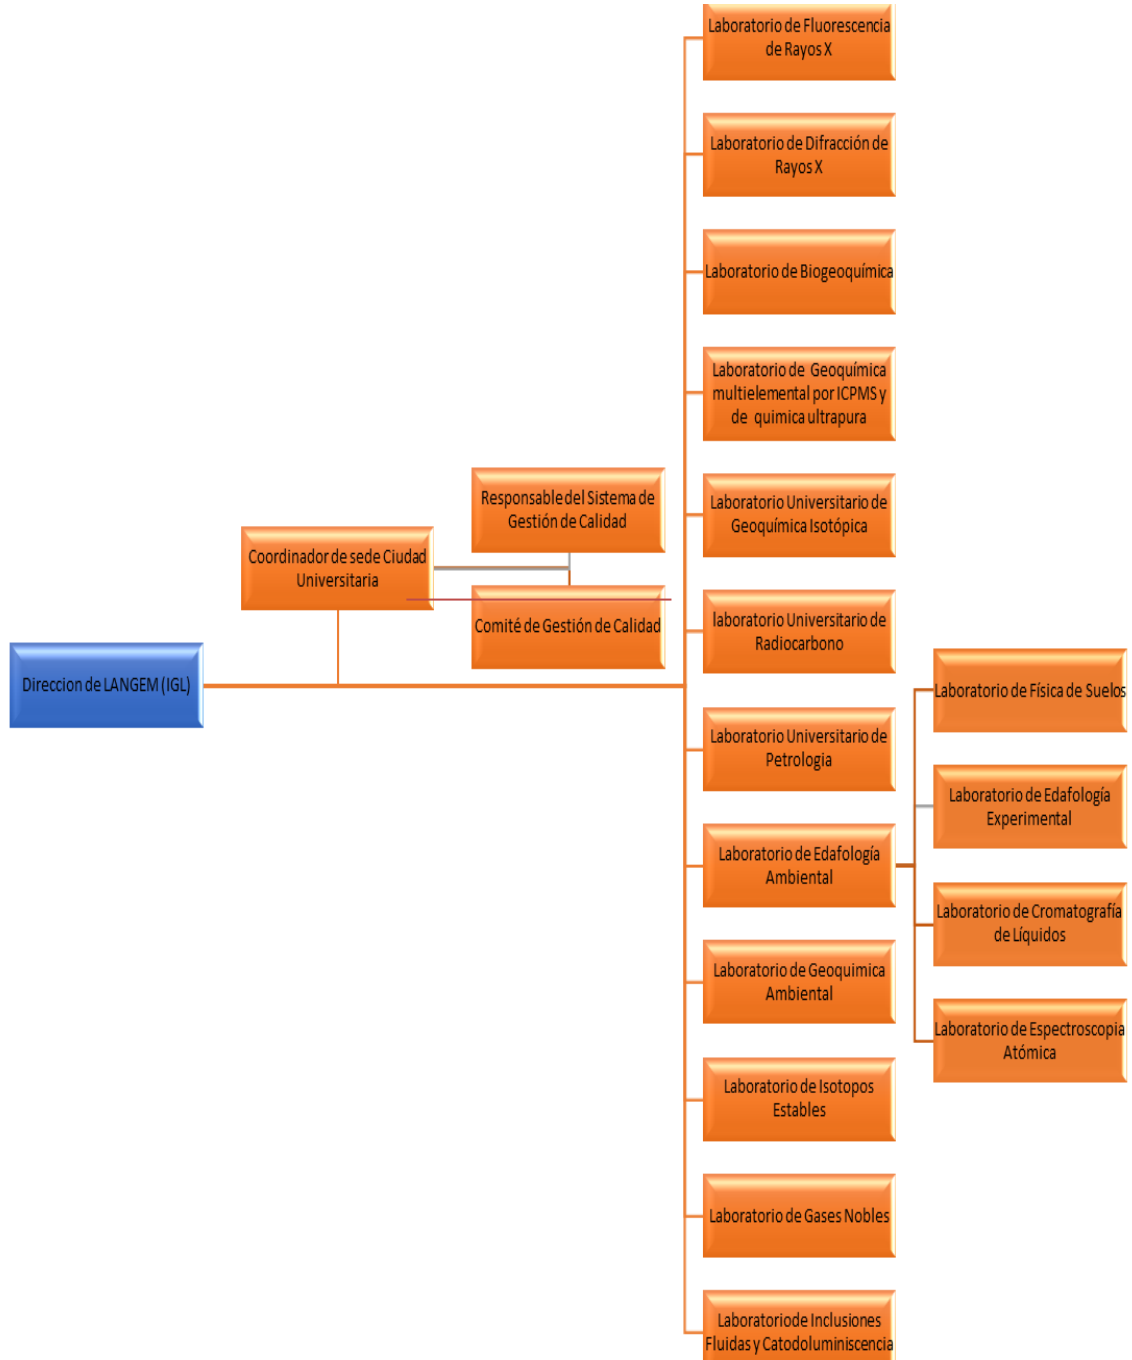 Direccion de LANGEM (IGL)
Coordinador de sede Ciudad
Universitaria
Responsable del Sistema de
Gestión de Calidad
Comité de Gestión de Calidad
Laboratorio de Fluorescencia
de Rayos X
Laboratorio de Difracción de
Rayos X
Laboratorio de Biogeoquímica
Laboratorio de Geoquímica
multielemental por ICPMS y
de quimica ultrapura
Laboratorio Universitario de
Geoquímica Isotópica
laboratorio Universitario de
Radiocarbono
Laboratorio Universitario de
Petrologia
Laboratorio de Edafología
Ambiental
Laboratorio de Geoquimica
Ambiental
Laboratorio de Isotopos
Estables
Laboratorio de Gases Nobles
Laboratoriode Inclusiones
Fluidas y Catodoluminiscencia
Laboratorio de Física de Suelos
Laboratorio de Edafología
Experimental
Laboratorio de Cromatografía
de Líquidos
Laboratorio de Espectroscopia
Atómica